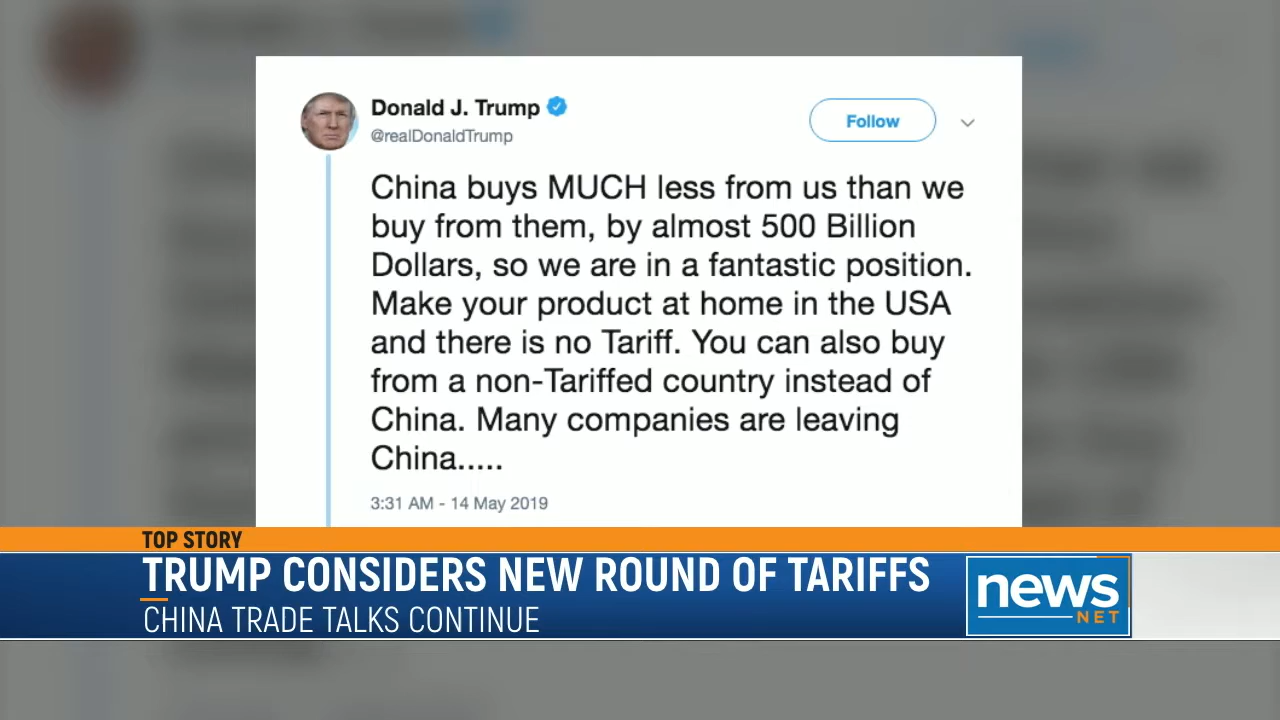 Donald J. Trump
@realDonaldTrump
Follow
China buys MUCH less from us than we
buy from them, by almost 500 Billion
Dollars, so we are in a fantastic position.
Make your product at home in the USA
and there is no Tariff. You can also buy
from a non-Tariffed country instead of
China. Many companies are leaving
China.....
3:31 AM - 14 May 2019
TOP STORY
TRUMP CONSIDERS NEW ROUND OF TARIFFS
CHINA TRADE TALKS CONTINUE
news
NET